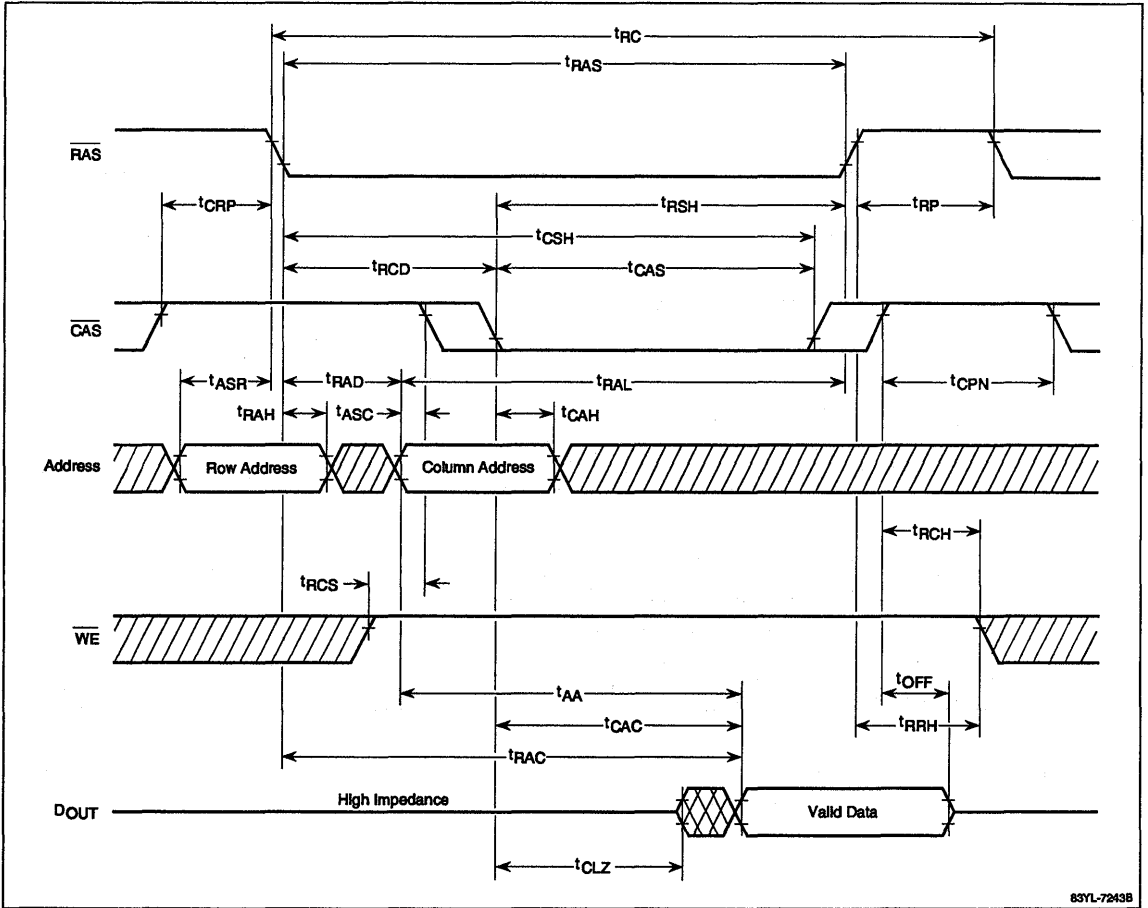 tRC
tRAS
RAS
tCRP
tRSH
tRP
tCSH
tRCD
tCAS
CAS
tASR
tRAD
tRAL
tCPN
tRAH
tASC
tCAH
Address
Row Address
Column Address
tRCH
tRCS
WE
tOFF
tAA
tCAC
tRRH
tRAC
High Impedance
DOUT
Valid Data
tCLZ
83YL-7243B